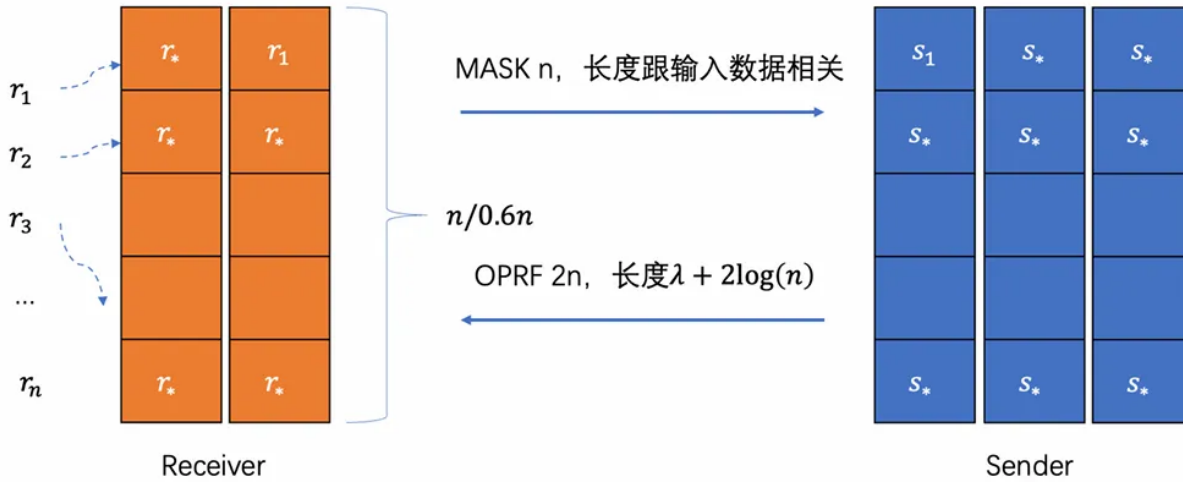 r₁
r₂
r₃
...
rₙ
r* r₁
r* r*
r* r*
Receiver
n/0.6n
MASK n，长度跟输入数据相关
OPRF 2n，长度λ + 2log(n)
s₁ s* s*
s* s* s*
s* s* s*
Sender